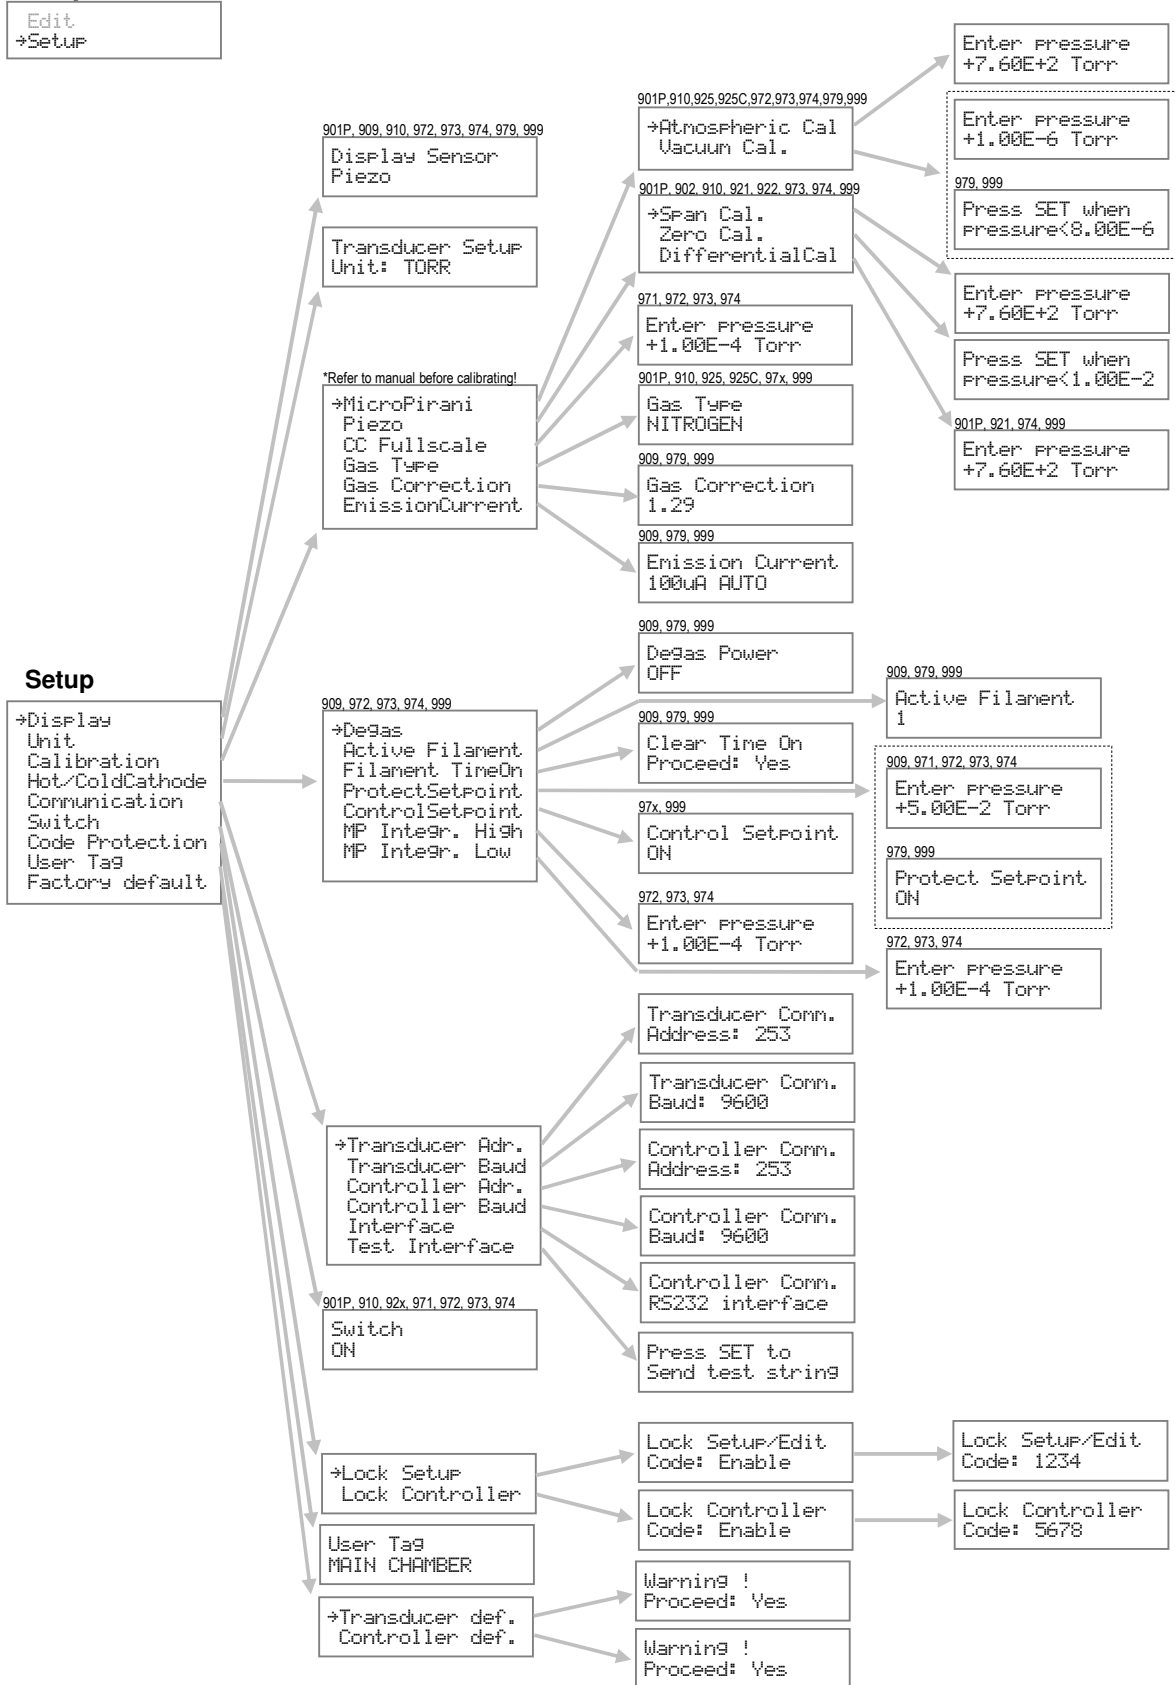 Edit
→Setup
Setup
→Display
Unit
Calibration
Hot/ColdCathode
Communication
Switch
Code Protection
User Tag
Factory default
901P, 909, 910, 972, 973, 974, 979, 999
Display Sensor
Piezo
Transducer Setup
Unit: TORR
*Refer to manual before calibrating!
→MicroPirani
Piezo
CC Fullscale
Gas Type
Gas Correction
EmissionCurrent
901P,910,925,925C,972,973,974,979,999
→Atmospheric Cal
Vacuum Cal.
Enter pressure
+7.60E+2 Torr
Enter pressure
+1.00E-6 Torr
979, 999
Press SET when
pressure<8.00E-6
901P, 902, 910, 921, 922, 973, 974, 999
→Span Cal.
Zero Cal.
DifferentialCal
Enter pressure
+7.60E+2 Torr
Press SET when
pressure<1.00E-2
901P, 921, 974, 999
Enter pressure
+7.60E+2 Torr
971, 972, 973, 974
Enter pressure
+1.00E-4 Torr
901P, 910, 925, 925C, 97x, 999
Gas Type
NITROGEN
909, 979, 999
Gas Correction
1.29
909, 979, 999
Emission Current
100uA AUTO
909, 972, 973, 974, 999
→Degas
Active Filament
Filament TimeOn
ProtectSetpoint
ControlSetpoint
MP Integr. High
MP Integr. Low
909, 979, 999
Degas Power
OFF
909, 979, 999
Active Filament
1
909, 979, 999
Clear Time On
Proceed: Yes
909, 971, 972, 973, 974
Enter pressure
+5.00E-2 Torr
979, 999
Protect Setpoint
ON
97x, 999
Control Setpoint
ON
972, 973, 974
Enter pressure
+1.00E-4 Torr
972, 973, 974
Enter pressure
+1.00E-4 Torr
→Transducer Adr.
Transducer Baud
Controller Adr.
Controller Baud
Interface
Test Interface
Transducer Comm.
Address: 253
Transducer Comm.
Baud: 9600
Controller Comm.
Address: 253
Controller Comm.
Baud: 9600
Controller Comm.
RS232 interface
Press SET to
Send test string
901P, 910, 92x, 971, 972, 973, 974
Switch
ON
→Lock Setup
Lock Controller
Lock Setup/Edit
Code: Enable
Lock Setup/Edit
Code: 1234
Lock Controller
Code: Enable
Lock Controller
Code: 5678
User Tag
MAIN CHAMBER
→Transducer def.
Controller def.
Warning !
Proceed: Yes
Warning !
Proceed: Yes